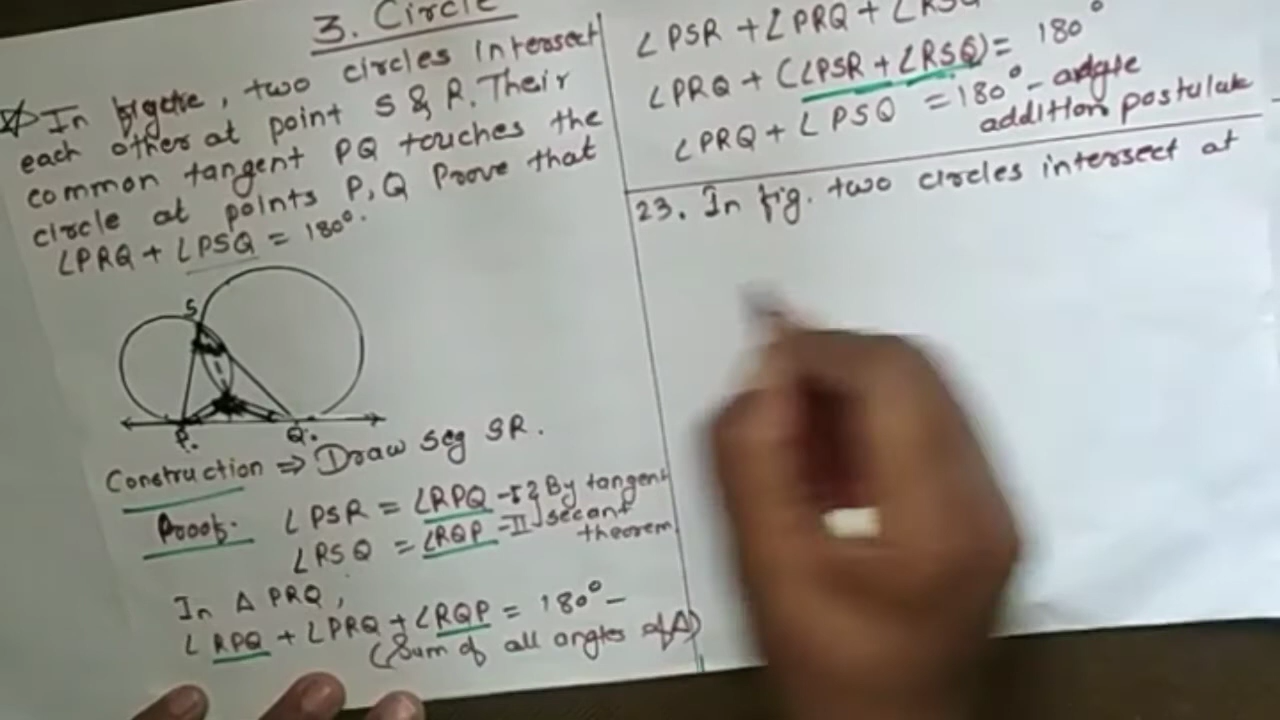 3. Circle
In figure, two circles intersect
each other at point S & R. Their
common tangent PQ touches the
circle at points P, Q Prove that
∠PRQ + ∠PSQ = 180°.
S
P. Q.
Construction ⇒ Draw seg SR.
Proof:- ∠PSR = ∠RPQ - I } By tangent
∠RSQ = ∠RQP - II } secant
theorem
In Δ PRQ,
∠RPQ + ∠PRQ + ∠RQP = 180° -
(Sum of all angles of Δ)
∠PSR + ∠PRQ + ∠RSQ = 180°
∠PRQ + (∠PSR + ∠RSQ) =
∠PRQ + ∠PSQ = 180° - angle
addition postulate
23. In fig. two circles intersect at